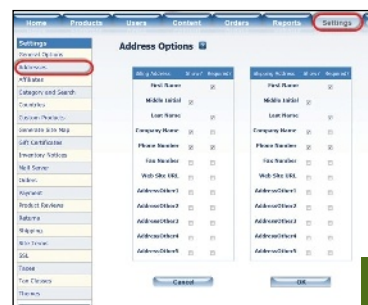 Home Products Users Content Orders Reports Settings
Settings
General Options
Addresses
Affiliates
Category and Search
Countries
Custom Products
Generate Site Map
Gift Certificates
Inventory Notices
Mail Server
Orders
Payment
Product Reviews
Returns
Shipping
Site Terms
SSL
Taxes
Tax Classes
Themes
Address Options
Billing Address Show? Required?
First Name
Middle Initial
Last Name
Company Name
Phone Number
Fax Number
Web Site URL
AddressOther1
AddressOther2
AddressOther3
AddressOther4
AddressOther5
Shipping Address Show? Required?
First Name
Middle Initial
Last Name
Company Name
Phone Number
Fax Number
Web Site URL
AddressOther1
AddressOther2
AddressOther3
AddressOther4
AddressOther5
Cancel OK